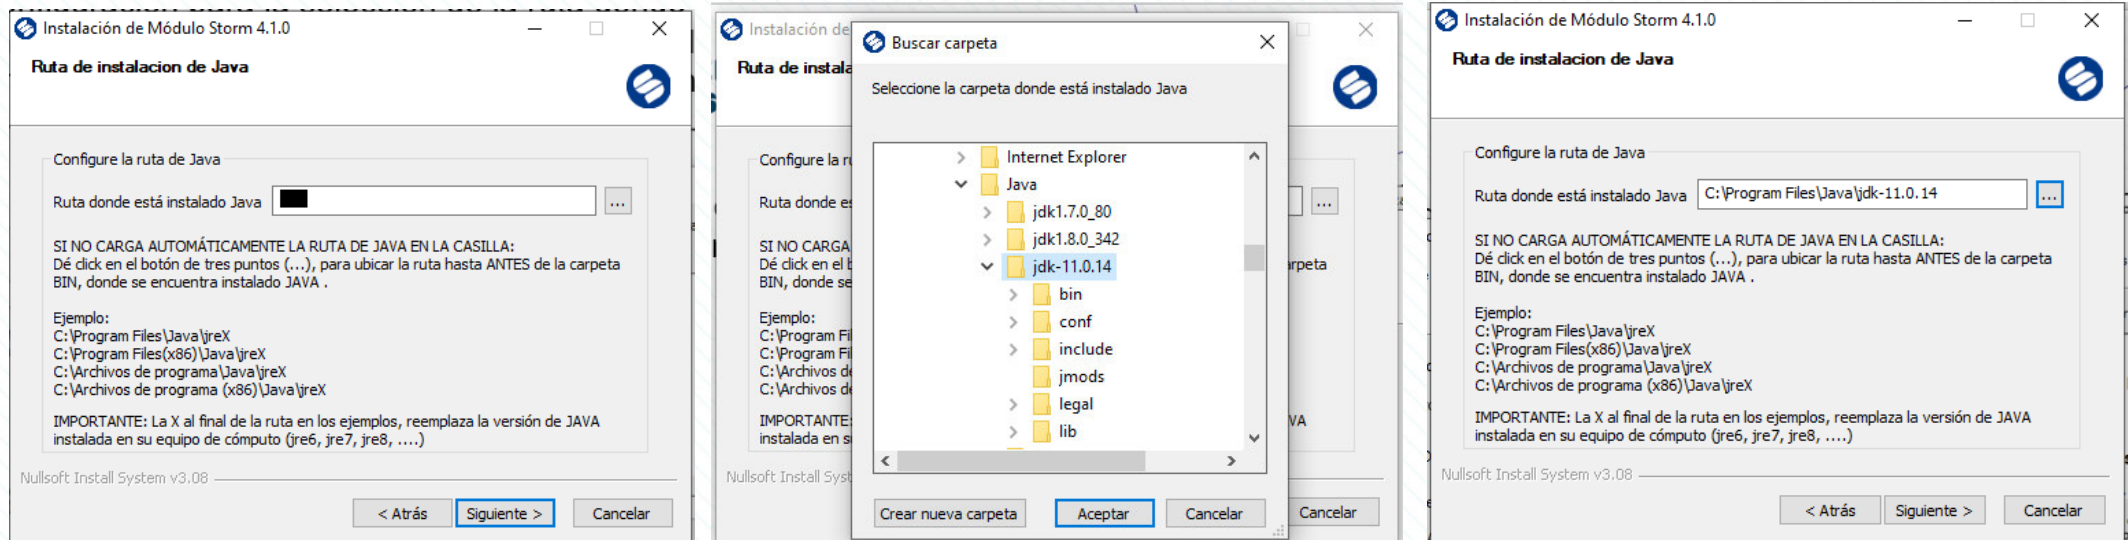 Instalación de Módulo Storm 4.1.0
Ruta de instalacion de Java
Configure la ruta de Java
Ruta donde está instalado Java
...
SI NO CARGA AUTOMÁTICAMENTE LA RUTA DE JAVA EN LA CASILLA:
Dé click en el botón de tres puntos (...), para ubicar la ruta hasta ANTES de la carpeta
BIN, donde se encuentra instalado JAVA .
Ejemplo:
C:\Program Files\Java\jreX
C:\Program Files(x86)\Java\jreX
C:\Archivos de programa\Java\jreX
C:\Archivos de programa (x86)\Java\jreX
IMPORTANTE: La X al final de la ruta en los ejemplos, reemplaza la versión de JAVA
instalada en su equipo de cómputo (jre6, jre7, jre8, ....)
Nullsoft Install System v3.08
< Atrás Siguiente > Cancelar
Instalación de
Ruta de instala
Configure la ru
Ruta donde es
...
SI NO CARGA
Dé click en el b
rpeta
BIN, donde se
Ejemplo:
C:\Program Fi
C:\Program Fi
C:\Archivos de
C:\Archivos de
IMPORTANTE:
VA
instalada en s
Nullsoft Install Syst
Cancelar
Buscar carpeta
Seleccione la carpeta donde está instalado Java
Internet Explorer
Java
jdk1.7.0_80
jdk1.8.0_342
jdk-11.0.14
bin
conf
include
jmods
legal
lib
Crear nueva carpeta Aceptar Cancelar
Instalación de Módulo Storm 4.1.0
Ruta de instalacion de Java
Configure la ruta de Java
Ruta donde está instalado Java C:\Program Files\Java\jdk-11.0.14 ...
SI NO CARGA AUTOMÁTICAMENTE LA RUTA DE JAVA EN LA CASILLA:
Dé click en el botón de tres puntos (...), para ubicar la ruta hasta ANTES de la carpeta
BIN, donde se encuentra instalado JAVA .
Ejemplo:
C:\Program Files\Java\jreX
C:\Program Files(x86)\Java\jreX
C:\Archivos de programa\Java\jreX
C:\Archivos de programa (x86)\Java\jreX
IMPORTANTE: La X al final de la ruta en los ejemplos, reemplaza la versión de JAVA
instalada en su equipo de cómputo (jre6, jre7, jre8, ....)
Nullsoft Install System v3.08
< Atrás Siguiente > Cancelar